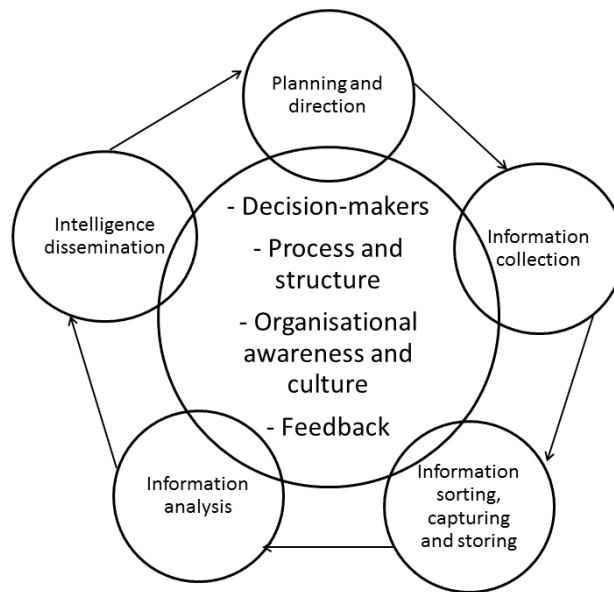 Planning and
direction
Information
collection
Information
sorting,
capturing
and storing
Information
analysis
Intelligence
dissemination
- Decision-makers
- Process and
structure
- Organisational
awareness and
culture
- Feedback